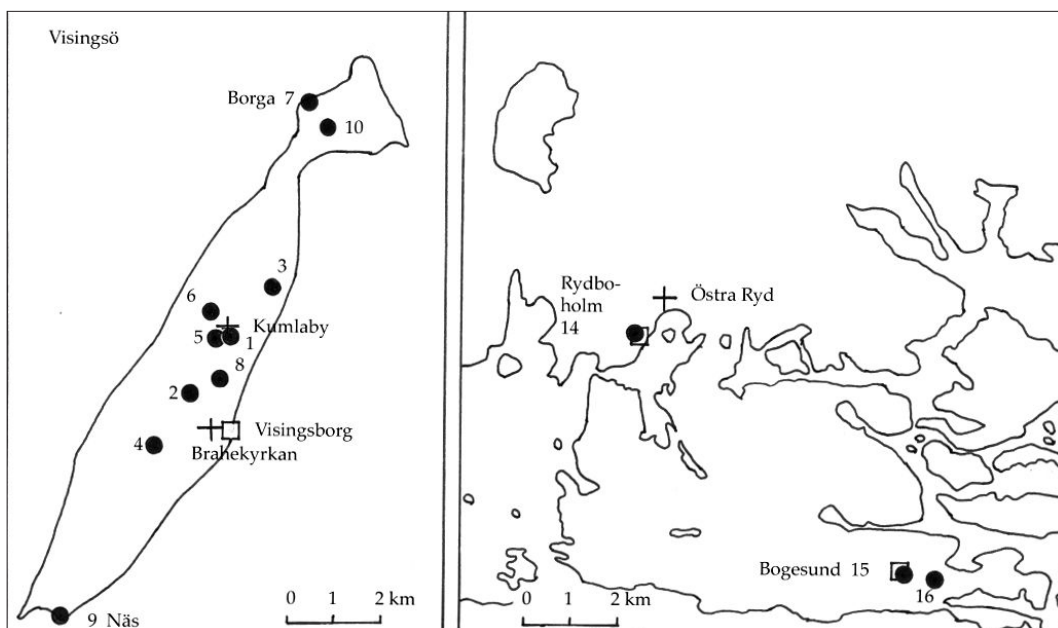 Visingsö
Borga 7
10
3
6
Kumlaby
5
1
8
2
Visingsborg
4
Brahekyrkan
0 1 2 km
9 Näs
Rydbo-
holm
14
Östra Ryd
Bogesund 15
16
0 1 2 km